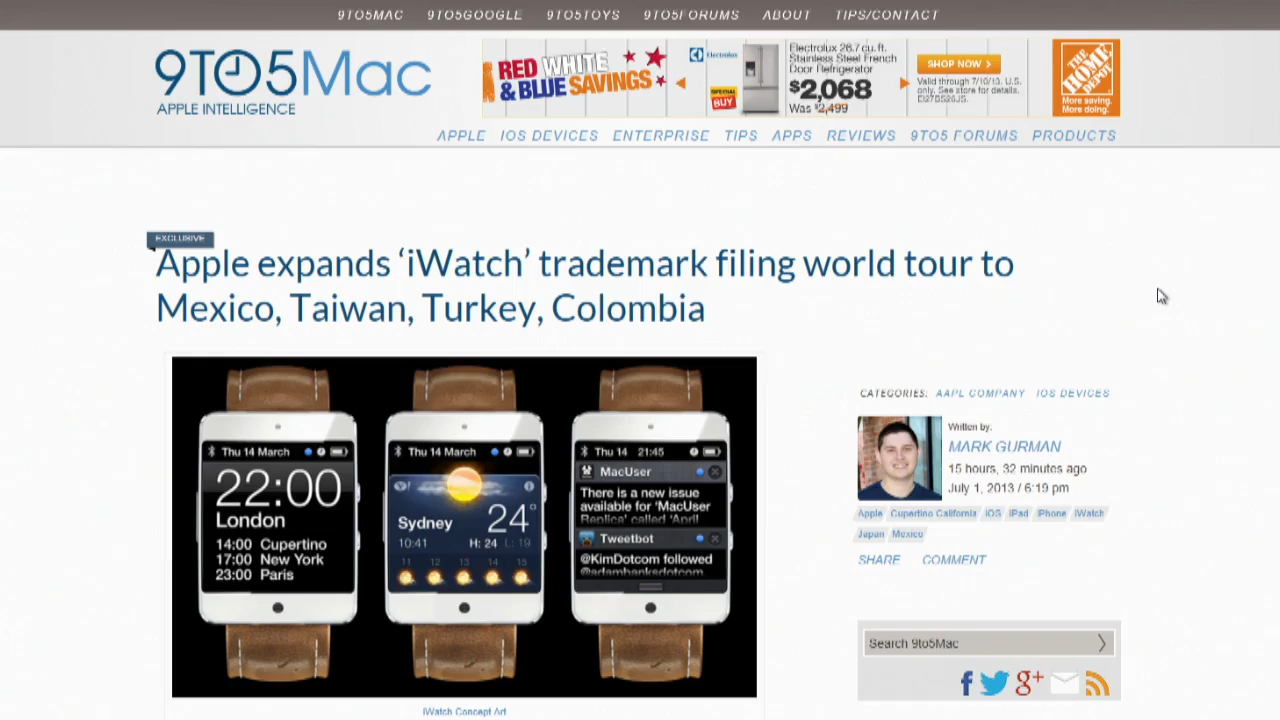 9TO5MAC 9TO5GOOGLE 9TO5TOYS 9TO5FORUMS ABOUT TIPS/CONTACT
9TO5Mac
APPLE INTELLIGENCE
RED WHITE
& BLUE SAVINGS
Electrolux
SPECIAL
BUY
Electrolux 26.7 cu. ft.
Stainless Steel French
Door Refrigerator
$2,068
Was $2,499
SHOP NOW >
Valid through 7/10/13. U.S.
only. See store for details.
THE
HOME
DEPOT
More saving.
More doing.
APPLE IOS DEVICES ENTERPRISE TIPS APPS REVIEWS 9TO5 FORUMS PRODUCTS
EXCLUSIVE
Apple expands ‘iWatch’ trademark filing world tour to
Mexico, Taiwan, Turkey, Colombia
Thu 14 March
22:00
London
14:00 Cupertino
17:00 New York
23:00 Paris
Thu 14 March
Y!
Sydney 24°
10:41 H: 24 L: 19
11 12 13 14 15
Thu 14 21:45
MacUser
There is a new issue
available for 'MacUser
Replica' called 'April
Tweetbot
@KimDotcom followed
@adambanksdotcom
iWatch Concept Art
CATEGORIES: AAPL COMPANY IOS DEVICES
Written by:
MARK GURMAN
15 hours, 32 minutes ago
July 1, 2013 / 6:19 pm
Apple Cupertino California iOS iPad iPhone iWatch
Japan Mexico
SHARE COMMENT
Search 9to5Mac